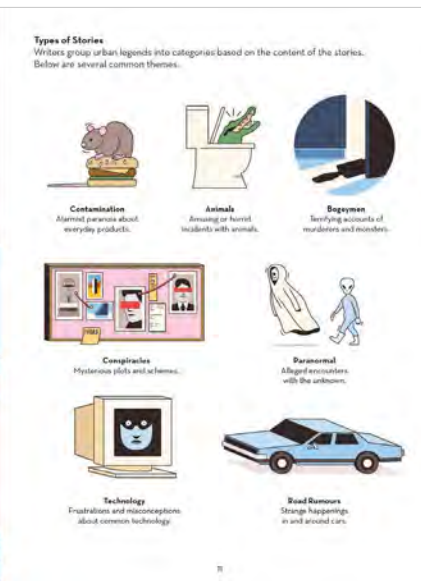 Types of Stories
Writers group urban legends into categories based on the content of the stories.
Below are several common themes.
Contamination
Alarmist paranoia about
everyday products.
Animals
Amusing or horrid
incidents with animals.
Bogeymen
Terrifying accounts of
murderers and monsters.
Conspiracies
Mysterious plots and schemes.
Paranormal
Alleged encounters
with the unknown.
Technology
Frustrations and misconceptions
about common technology.
Road Rumours
Strange happenings
in and around cars.
11